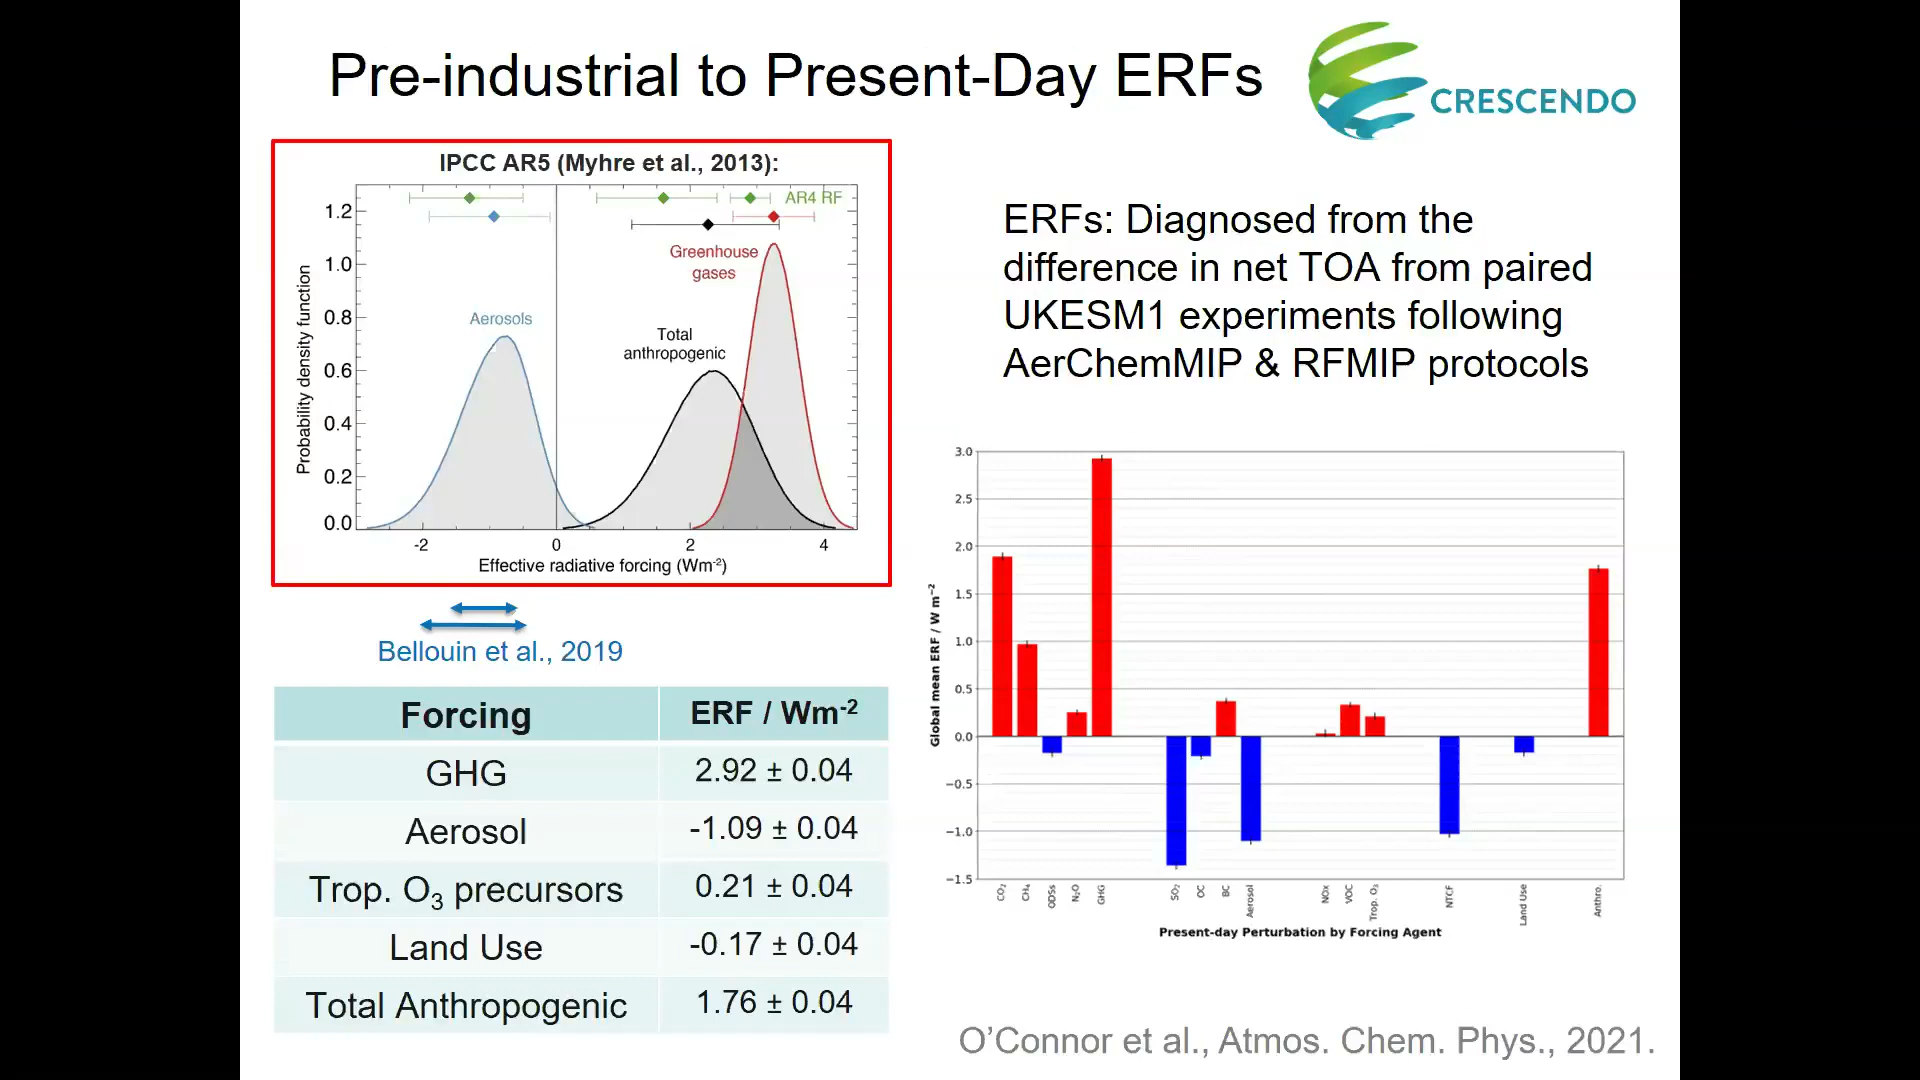 Pre-industrial to Present-Day ERFs
CRESCENDO
IPCC AR5 (Myhre et al., 2013):
AR4 RF
Greenhouse
gases
Aerosols
Total
anthropogenic
Probability density function
1.2
1.0
0.8
0.6
0.4
0.2
0.0
-2 0 2 4
Effective radiative forcing (Wm-2)
Bellouin et al., 2019
Forcing ERF / Wm-2
GHG 2.92 ± 0.04
Aerosol -1.09 ± 0.04
Trop. O3 precursors 0.21 ± 0.04
Land Use -0.17 ± 0.04
Total Anthropogenic 1.76 ± 0.04
ERFs: Diagnosed from the
difference in net TOA from paired
UKESM1 experiments following
AerChemMIP & RFMIP protocols
Global mean ERF / W m−2
3.0
2.5
2.0
1.5
1.0
0.5
0.0
−0.5
−1.0
−1.5
CO2 CH4 ODSs N2O GHG SO2 OC BC Aerosol NOx VOC Trop. O3 NTCF Land Use Anthro.
Present-day Perturbation by Forcing Agent
O’Connor et al., Atmos. Chem. Phys., 2021.